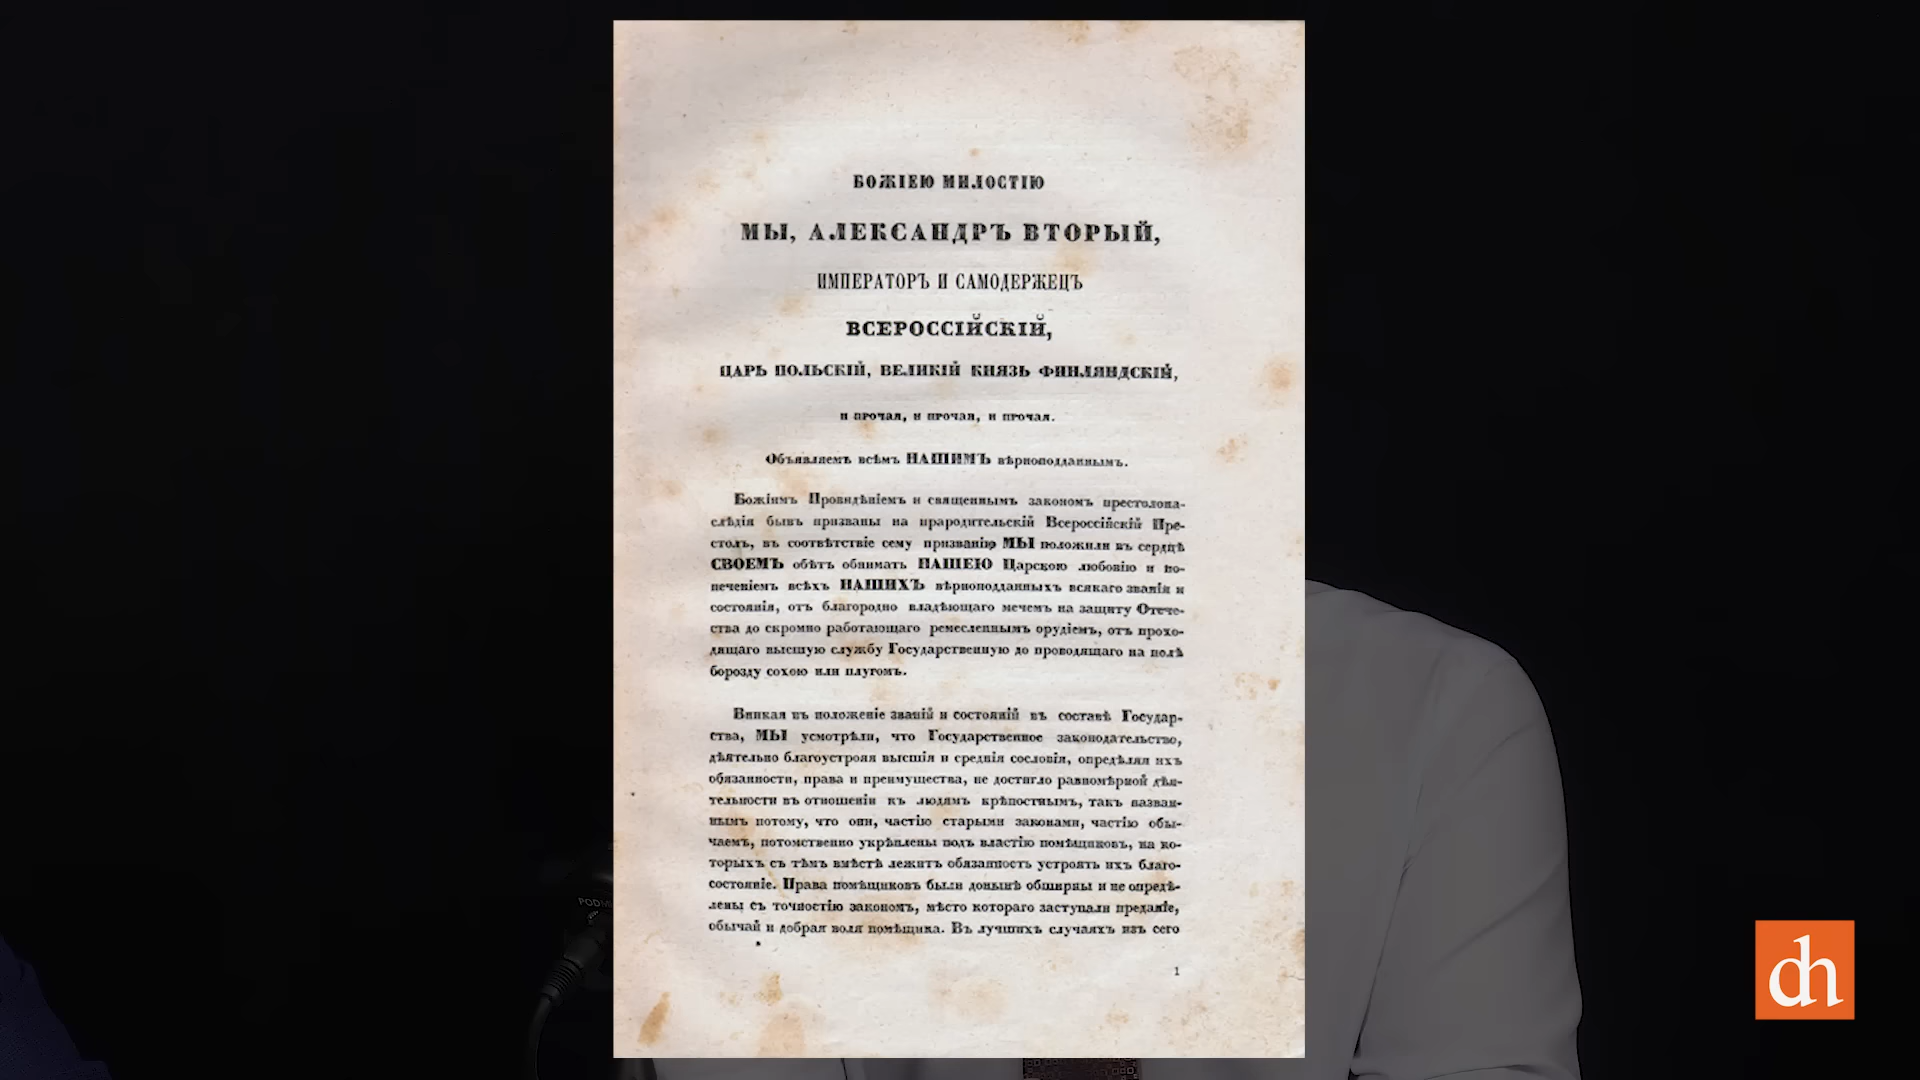 БОЖІЕЮ МИЛОСТІЮ
МЫ, АЛЕКСАНДРЪ ВТОРЫЙ,
ИМПЕРАТОРЪ И САМОДЕРЖЕЦЪ
ВСЕРОССІЙСКІЙ,
ЦАРЬ ПОЛЬСКІЙ, ВЕЛИКІЙ КНЯЗЬ ФИНЛЯНДСКІЙ,
и прочая, и прочая, и прочая.
Объявляемъ всѣмъ НАШИМЪ вѣрноподданнымъ.
Божіимъ Провидѣніемъ и священнымъ закономъ престолона-
слѣдія бывъ призваны на прародительскій Всероссійскій Пре-
столъ, въ соотвѣтствіе сему призванію МЫ положили въ сердцѣ
СВОЕМЪ обѣтъ обнимать НАШЕЮ Царскою любовію и по-
печеніемъ всѣхъ НАШИХЪ вѣрноподданныхъ всякаго званія и
состоянія, отъ благородно владѣющаго мечемъ на защиту Отече-
ства до скромно работающаго ремесленнымъ орудіемъ, отъ прохо-
дящаго высшую службу Государственную до проводящаго на полѣ
борозду сохою или плугомъ.
Вникая въ положеніе званій и состояній въ составѣ Государ-
ства, МЫ усмотрѣли, что Государственное законодательство,
дѣятельно благоустрояя высшія и среднія сословія, опредѣляя ихъ
обязанности, права и преимущества, не достигло равномѣрной дѣя-
тельности въ отношеніи къ людямъ крѣпостнымъ, такъ назван-
нымъ потому, что они, частію старыми законами, частію обы-
чаемъ, потомственно укрѣплены подъ властію помѣщиковъ, на ко-
торыхъ съ тѣмъ вмѣстѣ лежитъ обязанность устроять ихъ благо-
состояніе. Права помѣщиковъ были донынѣ обширны и не опредѣ-
лены съ точностію закономъ, мѣсто котораго заступали преданіе,
обычай и добрая воля помѣщика. Въ лучшихъ случаяхъ изъ сего
1
dh